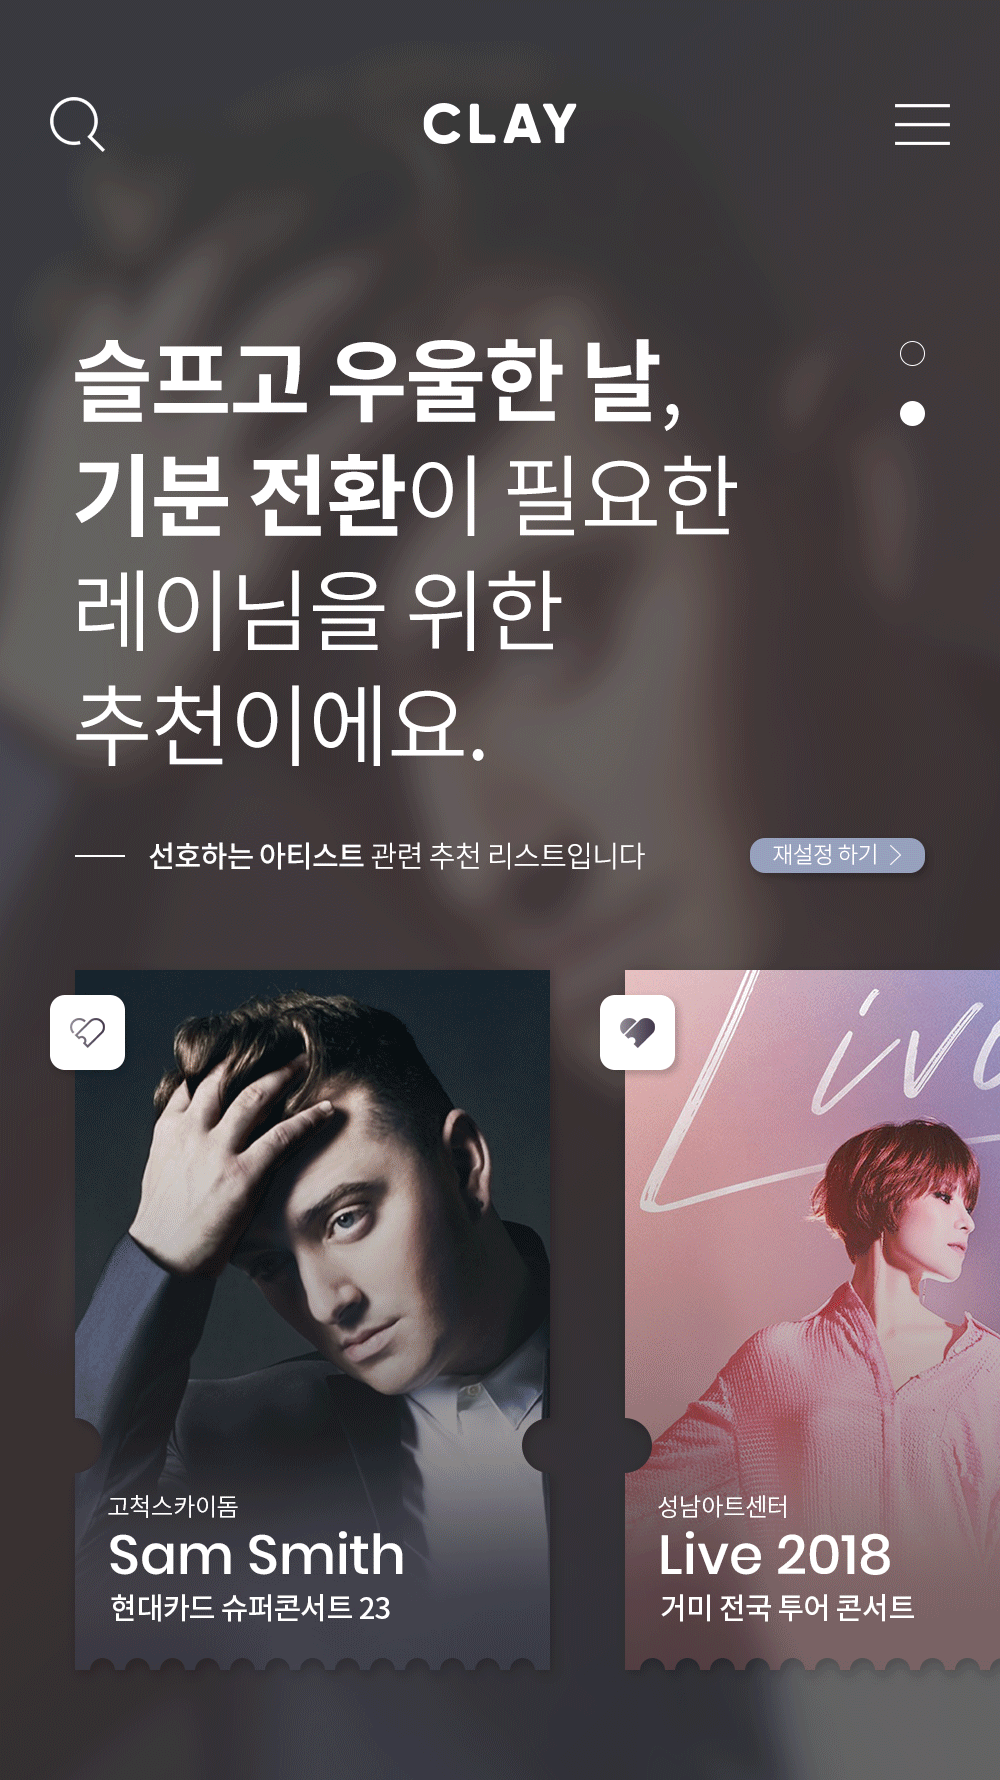 CLAY
슬프고 우울한 날,
기분 전환이 필요한
레이님을 위한
추천이에요.
선호하는 아티스트 관련 추천 리스트입니다
재설정 하기
Live
고척스카이돔
Sam Smith
현대카드 슈퍼콘서트 23
성남아트센터
Live 2018
거미 전국 투어 콘서트